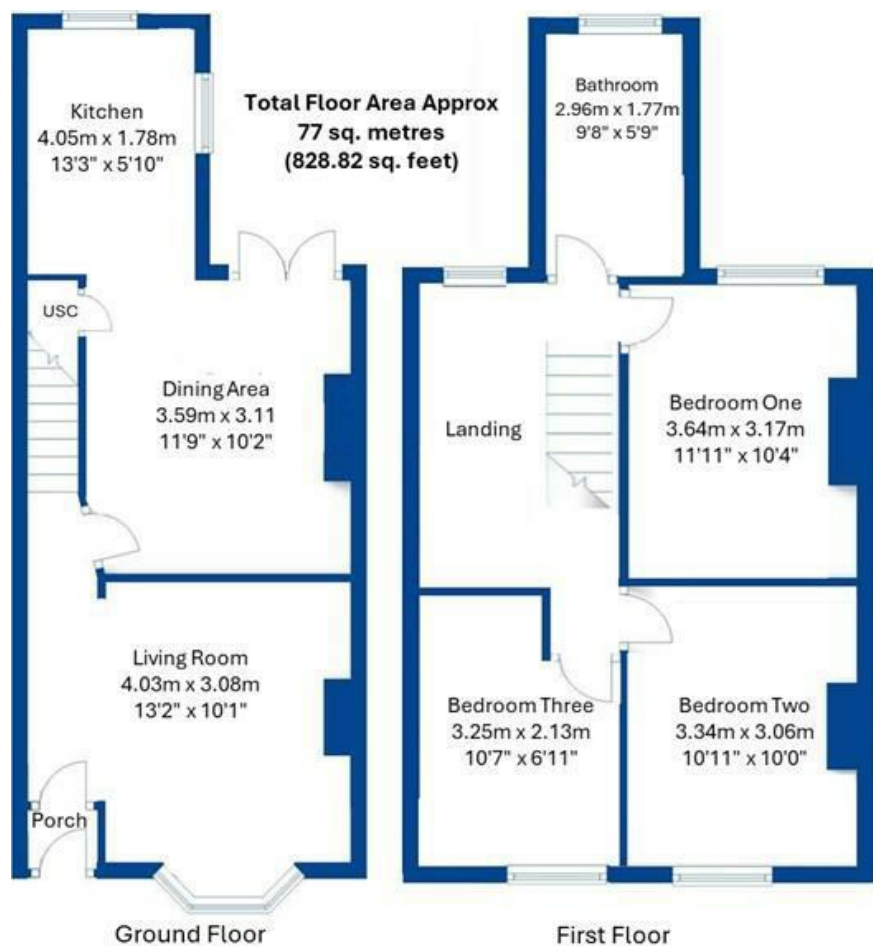 Kitchen
4.05m x 1.78m
13'3" x 5'10"
Total Floor Area Approx
77 sq. metres
(828.82 sq. feet)
USC
Dining Area
3.59m x 3.11
11'9" x 10'2"
Living Room
4.03m x 3.08m
13'2" x 10'1"
Porch
Ground Floor
Bathroom
2.96m x 1.77m
9'8" x 5'9"
Landing
Bedroom One
3.64m x 3.17m
11'11" x 10'4"
Bedroom Three
3.25m x 2.13m
10'7" x 6'11"
Bedroom Two
3.34m x 3.06m
10'11" x 10'0"
First Floor